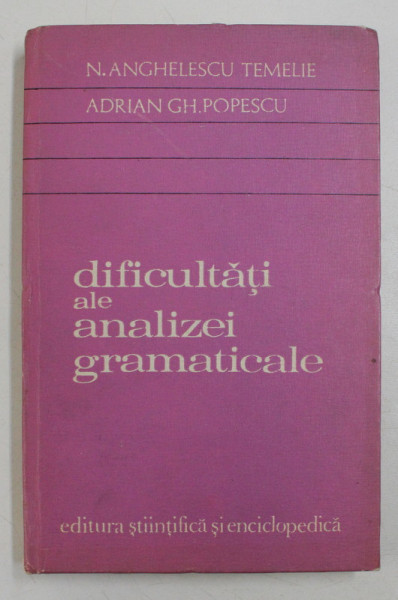 N. ANGHELESCU TEMELIE
ADRIAN GH. POPESCU
dificultăţi
ale
analizei
gramaticale
editura ştiinţifică şi enciclopedică